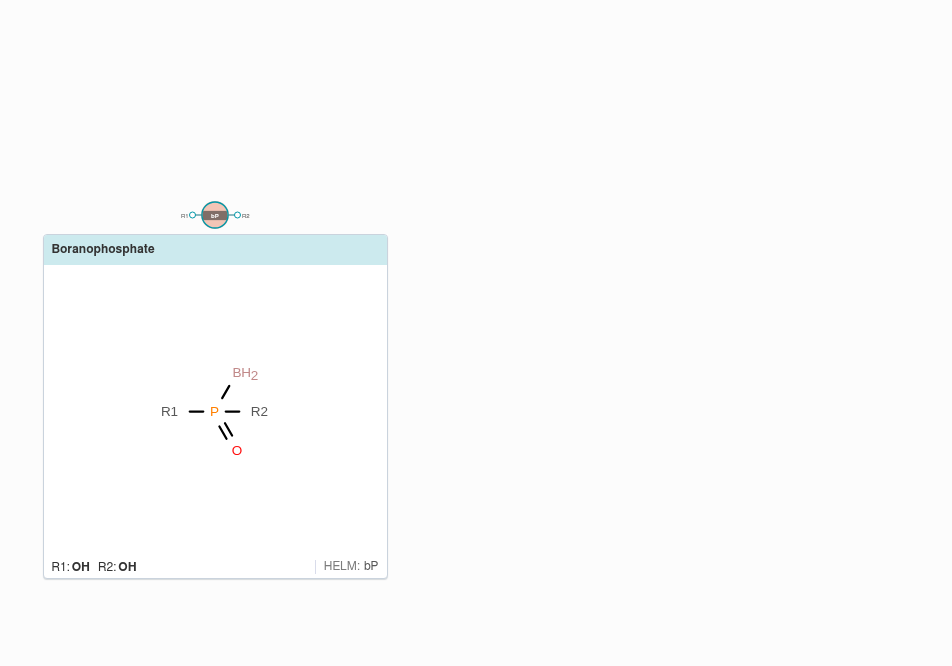 R1 bP R2
Boranophosphate
BH2
R1 P R2
O
R1: OH R2: OH HELM: bP